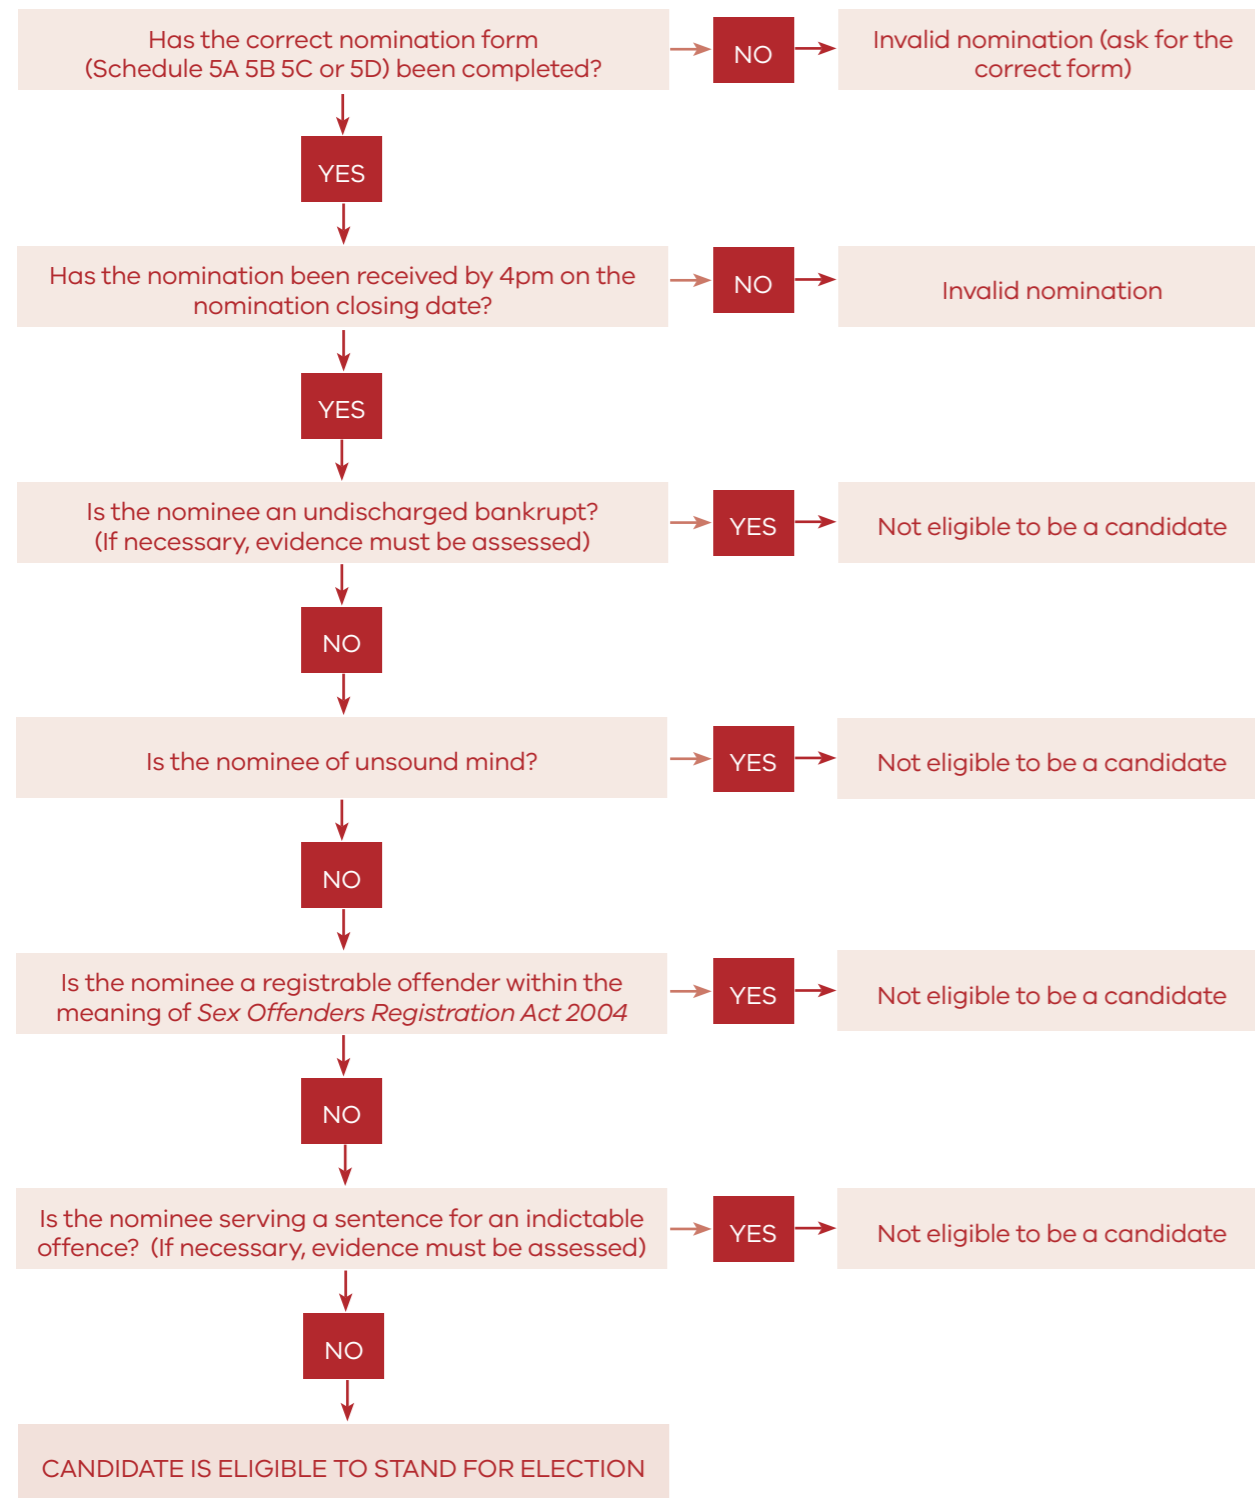 Has the correct nomination form
(Schedule 5A 5B 5C or 5D) been completed?
NO
Invalid nomination (ask for the
correct form)
YES
Has the nomination been received by 4pm on the
nomination closing date?
NO
Invalid nomination
YES
Is the nominee an undischarged bankrupt?
(If necessary, evidence must be assessed)
YES
Not eligible to be a candidate
NO
Is the nominee of unsound mind?
YES
Not eligible to be a candidate
NO
Is the nominee a registrable offender within the
meaning of Sex Offenders Registration Act 2004
YES
Not eligible to be a candidate
NO
Is the nominee serving a sentence for an indictable
offence? (If necessary, evidence must be assessed)
YES
Not eligible to be a candidate
NO
CANDIDATE IS ELIGIBLE TO STAND FOR ELECTION